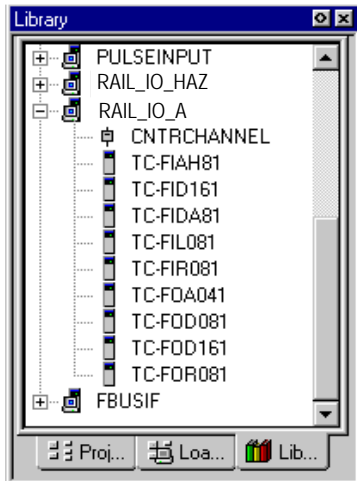 Library
PULSEINPUT
RAIL_IO_HAZ
RAIL_IO_A
CNTRCHANNEL
TC-FIAH81
TC-FID161
TC-FIDA81
TC-FIL081
TC-FIR081
TC-FOA041
TC-FOD081
TC-FOD161
TC-FOR081
FBUSIF
Proj... Loa... Lib...